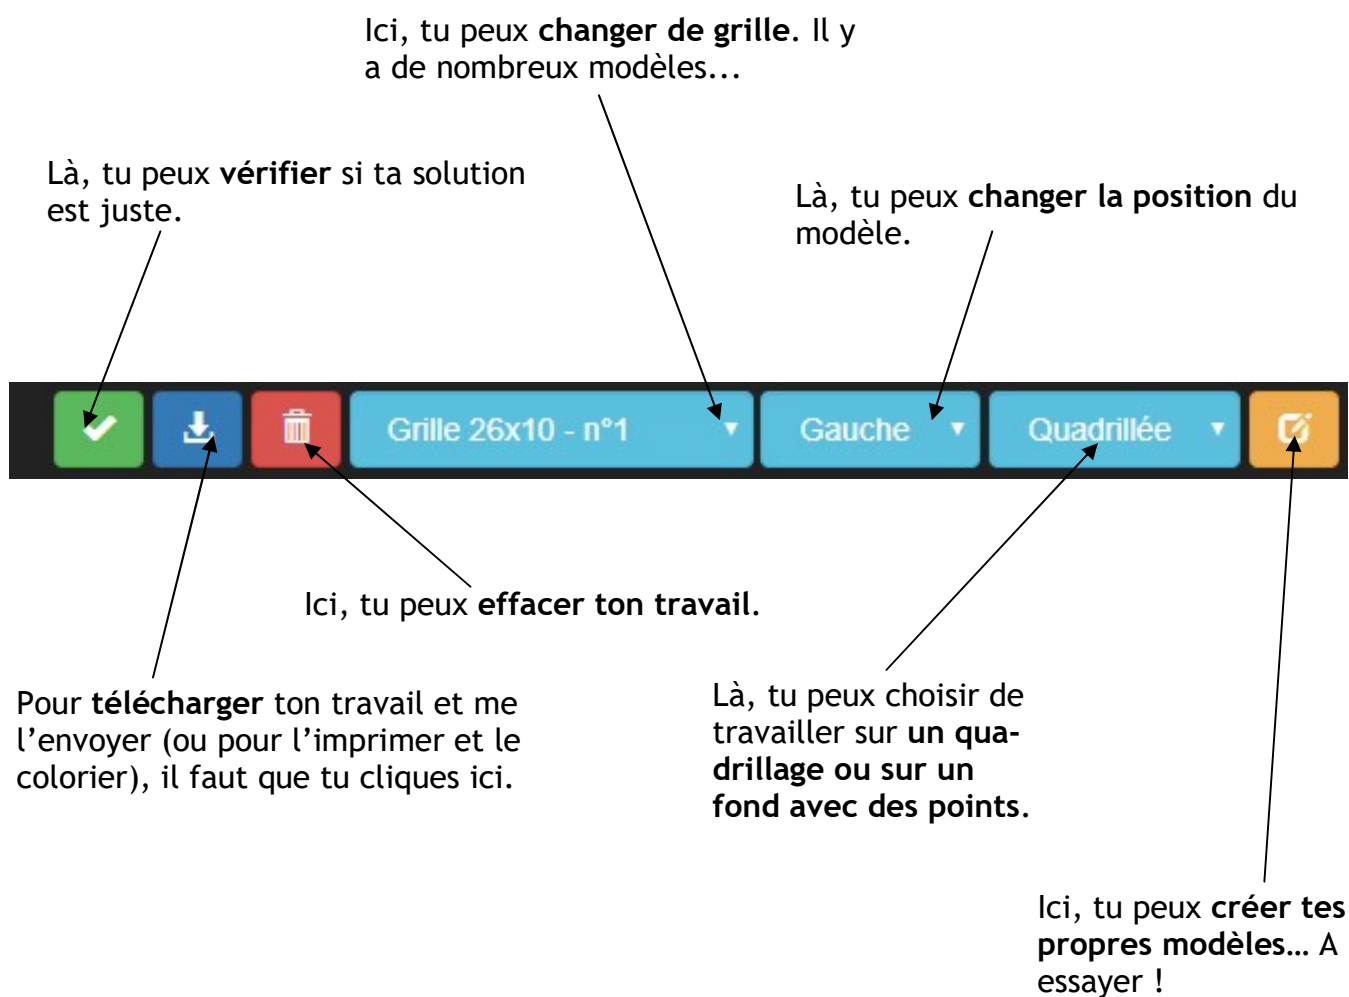 Ici, tu peux changer de grille. Il y
a de nombreux modèles...
Là, tu peux vérifier si ta solution
est juste.
Là, tu peux changer la position du
modèle.
Grille 26x10 - n°1
Gauche
Quadrillée
Ici, tu peux effacer ton travail.
Pour télécharger ton travail et me
l’envoyer (ou pour l’imprimer et le
colorier), il faut que tu cliques ici.
Là, tu peux choisir de
travailler sur un qua-
drillage ou sur un
fond avec des points.
Ici, tu peux créer tes
propres modèles… A
essayer !